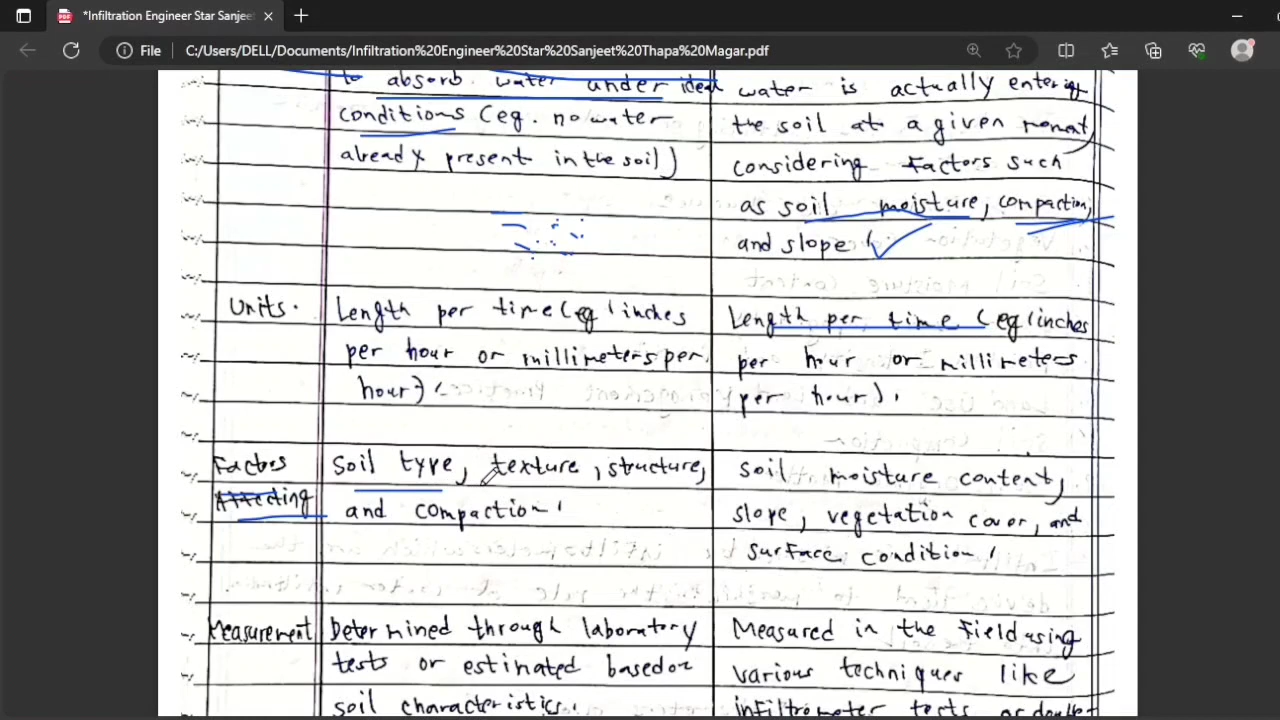 *Infiltration Engineer Star Sanjee
File C:/Users/DELL/Documents/Infiltration%20Engineer%20Star%20Sanjeet%20Thapa%20Magar.pdf
to absorb water under ideal
conditions (eg. no water
already present in the soil)
water is actually entering
the soil at a given moment,
considering factors such
as soil moisture, compaction,
and slope
Units.
Length per time (eg inches
per hour or millimeters per
hour)
Length per time (eg inches
per hour or millimeters
per hour).
Factors
Affecting
Soil type, texture, structure,
and compaction.
Soil moisture content,
slope, vegetation cover, and
surface condition.
Measurement
Determined through laboratory
tests or estimated based on
soil characteristics.
Measured in the field using
various techniques like
infiltrometer tests or double